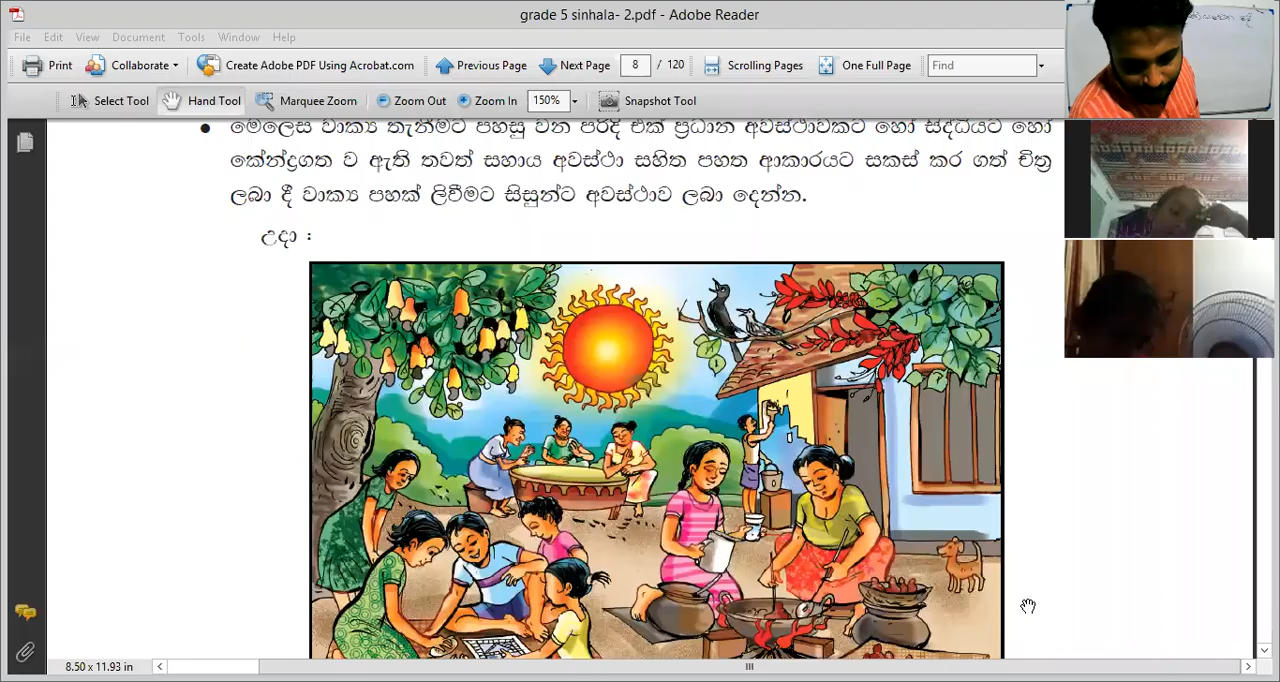 grade 5 sinhala- 2.pdf - Adobe Reader
File Edit View Document Tools Window Help
Print Collaborate Create Adobe PDF Using Acrobat.com Previous Page Next Page 8 / 120 Scrolling Pages One Full Page Find
Select Tool Hand Tool Marquee Zoom Zoom Out Zoom In 150% Snapshot Tool
• මෙලෙස වාක්‍ය තැනීමට පහසු වන පරිදි එක් ප්‍රධාන අවස්ථාවකට හෝ සිද්ධියට හෝ
කේන්ද්‍රගත ව ඇති තවත් සහාය අවස්ථා සහිත පහත ආකාරයට සකස් කර ගත් චිත්‍ර
ලබා දී වාක්‍ය පහක් ලිවීමට සිසුන්ට අවස්ථාව ලබා දෙන්න.
උදා :
8.50 x 11.93 in